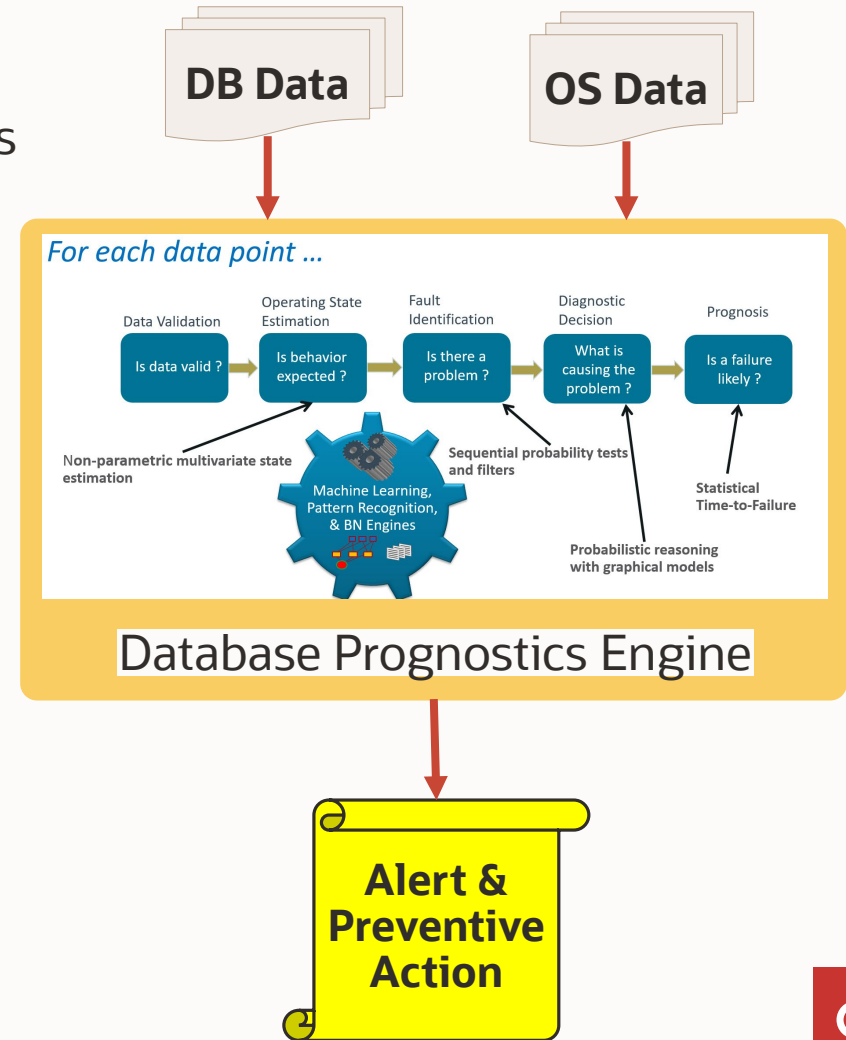 DB Data
OS Data
For each data point ...
Data Validation
Operating State
Estimation
Fault
Identification
Diagnostic
Decision
Prognosis
Is data valid ?
Is behavior
expected ?
Is there a
problem ?
What is
causing the
problem ?
Is a failure
likely ?
Non-parametric multivariate state
estimation
Machine Learning,
Pattern Recognition,
& BN Engines
Sequential probability tests
and filters
Statistical
Time-to-Failure
Probabilistic reasoning
with graphical models
Database Prognostics Engine
Alert &
Preventive
Action